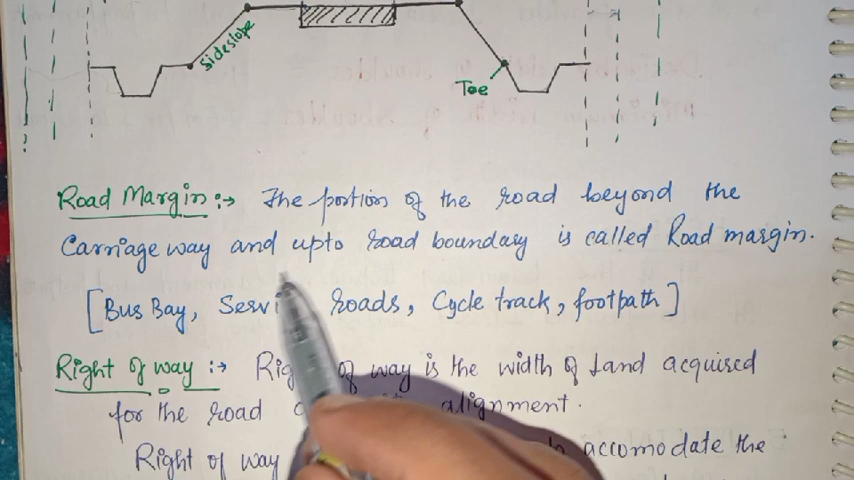 Sideslope
Toe
Road Margin :→ The portion of the road beyond the
Carriage way and upto road boundary is called Road margin.
[Bus Bay, roads, Cycle track, footpath]
Right of way :→ of way is the width of land acquired
for the road alignment.
Right of way accomodate the